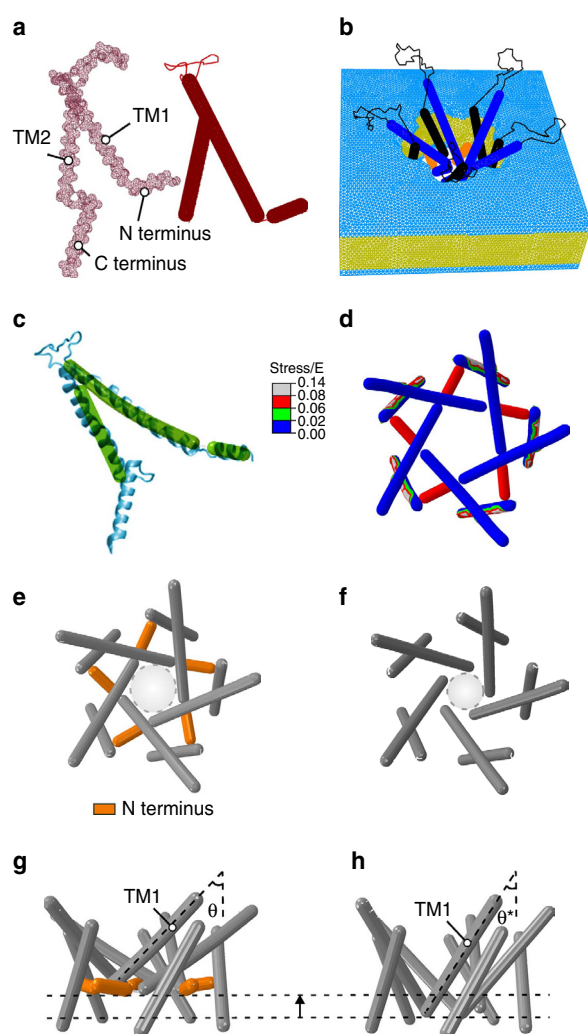 a
b
TM1
TM2
N terminus
C terminus
c
d
Stress/E
0.14
0.08
0.06
0.02
0.00
e
f
N terminus
g
h
TM1
θ
TM1
θ*